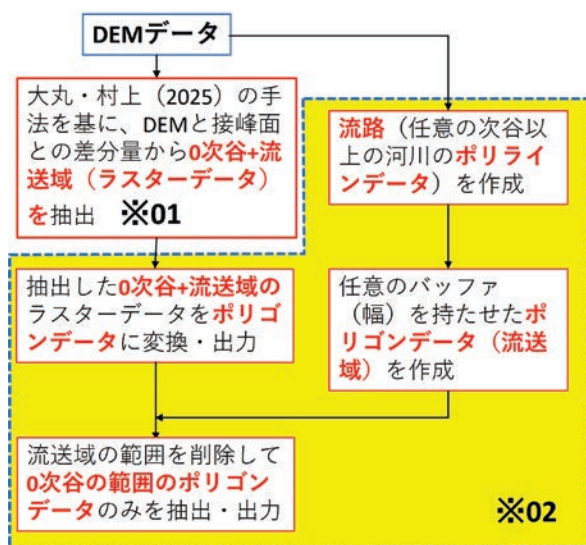 DEMデータ
大丸・村上（2025）の手
法を基に、DEMと接峰面
との差分量から0次谷+流
送域（ラスターデータ）
を抽出　※01
流路（任意の次谷以
上の河川のポリライ
ンデータ）を作成
抽出した0次谷+流送域の
ラスターデータをポリゴ
ンデータに変換・出力
任意のバッファ
（幅）を持たせたポ
リゴンデータ（流送
域）を作成
流送域の範囲を削除して
0次谷の範囲のポリゴン
データのみを抽出・出力
※02